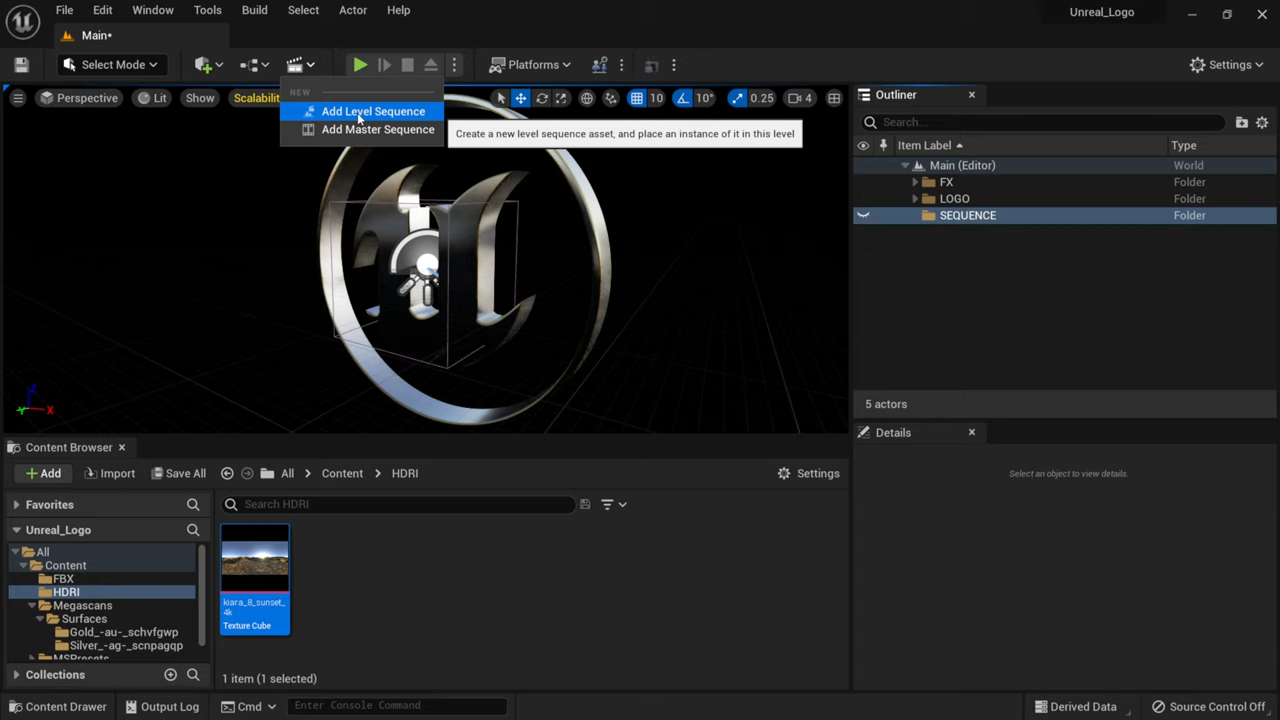 File Edit Window Tools Build Select Actor Help
Unreal_Logo
Main•
Select Mode
Platforms
Settings
NEW
Add Level Sequence
Add Master Sequence
Create a new level sequence asset, and place an instance of it in this level
Perspective Lit Show Scalabilit
10 10° 0.25 4
Outliner
Search...
Item Label Type
Main (Editor) World
FX Folder
LOGO Folder
SEQUENCE Folder
5 actors
Details
Select an object to view details.
Z
X
Content Browser
Add Import Save All All Content HDRI Settings
Favorites
Search HDRI
Unreal_Logo
All
Content
FBX
HDRI
Megascans
Surfaces
Gold_-au-_schvfgwp
Silver_-ag-_scnpagqp
MSPresets
Collections
kiara_8_sunset_
4k
Texture Cube
1 item (1 selected)
Content Drawer Output Log Cmd Enter Console Command Derived Data Source Control Off